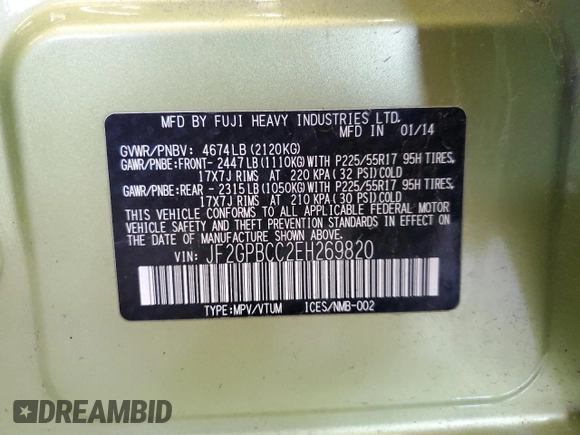 MFD BY FUJI HEAVY INDUSTRIES LTD.
MFD IN 01/14
GVWR/PNBV: 4674LB(2120KG)
GAWR/PNBE:FRONT- 2447LB(1110KG)WITH P225/55R17 95H TIRES,
17X7J RIMS AT 220 KPA( 32 PSI)COLD
GAWR/PNBE:REAR - 2315LB(1050KG)WITH P225/55R17 95H TIRES,
17X7J RIMS AT 210 KPA( 30 PSI)COLD
THIS VEHICLE CONFORMS TO ALL APPLICABLE FEDERAL MOTOR
VEHICLE SAFETY AND THEFT PREVENTION STANDARDS IN EFFECT ON
THE DATE OF MANUFACTURE SHOWN ABOVE.
VIN: JF2GPBCC2EH269820
TYPE:MPV/VTUM ICES/NMB-002
DREAMBID